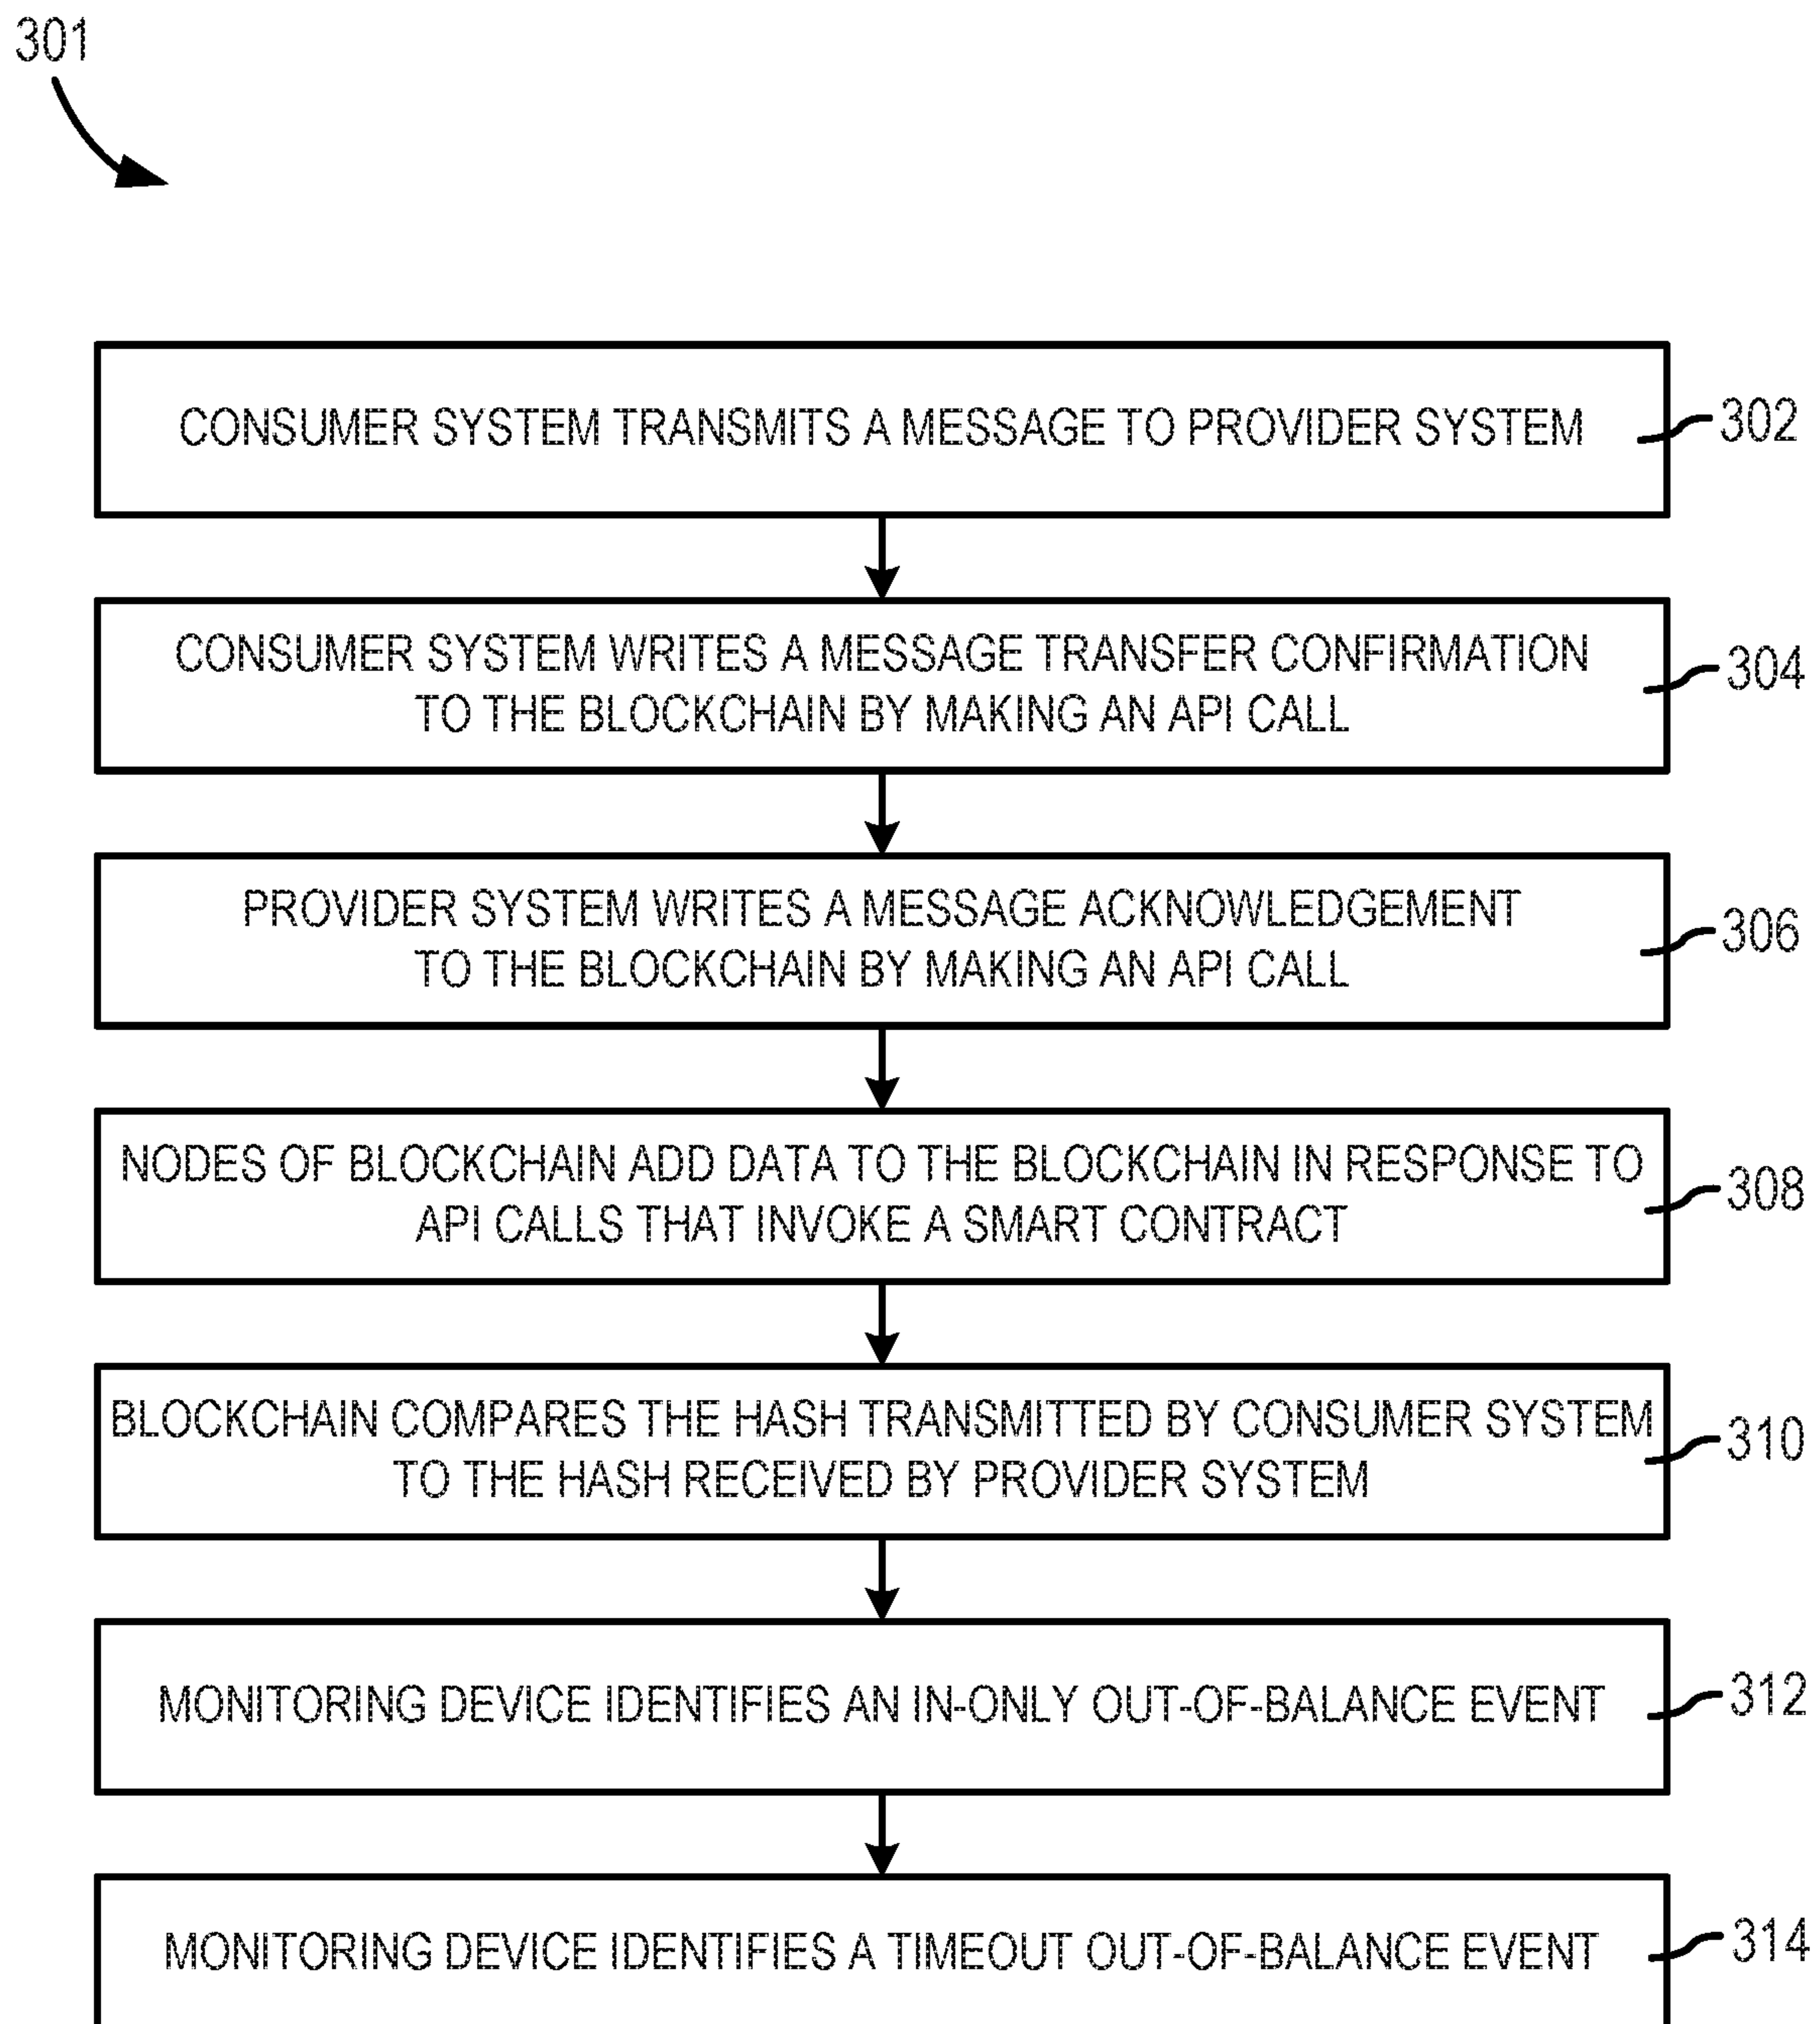 301
CONSUMER SYSTEM TRANSMITS A MESSAGE TO PROVIDER SYSTEM
302
CONSUMER SYSTEM WRITES A MESSAGE TRANSFER CONFIRMATION
TO THE BLOCKCHAIN BY MAKING AN API CALL
304
PROVIDER SYSTEM WRITES A MESSAGE ACKNOWLEDGEMENT
TO THE BLOCKCHAIN BY MAKING AN API CALL
306
NODES OF BLOCKCHAIN ADD DATA TO THE BLOCKCHAIN IN RESPONSE TO
API CALLS THAT INVOKE A SMART CONTRACT
308
BLOCKCHAIN COMPARES THE HASH TRANSMITTED BY CONSUMER SYSTEM
TO THE HASH RECEIVED BY PROVIDER SYSTEM
310
MONITORING DEVICE IDENTIFIES AN IN-ONLY OUT-OF-BALANCE EVENT
312
MONITORING DEVICE IDENTIFIES A TIMEOUT OUT-OF-BALANCE EVENT
314